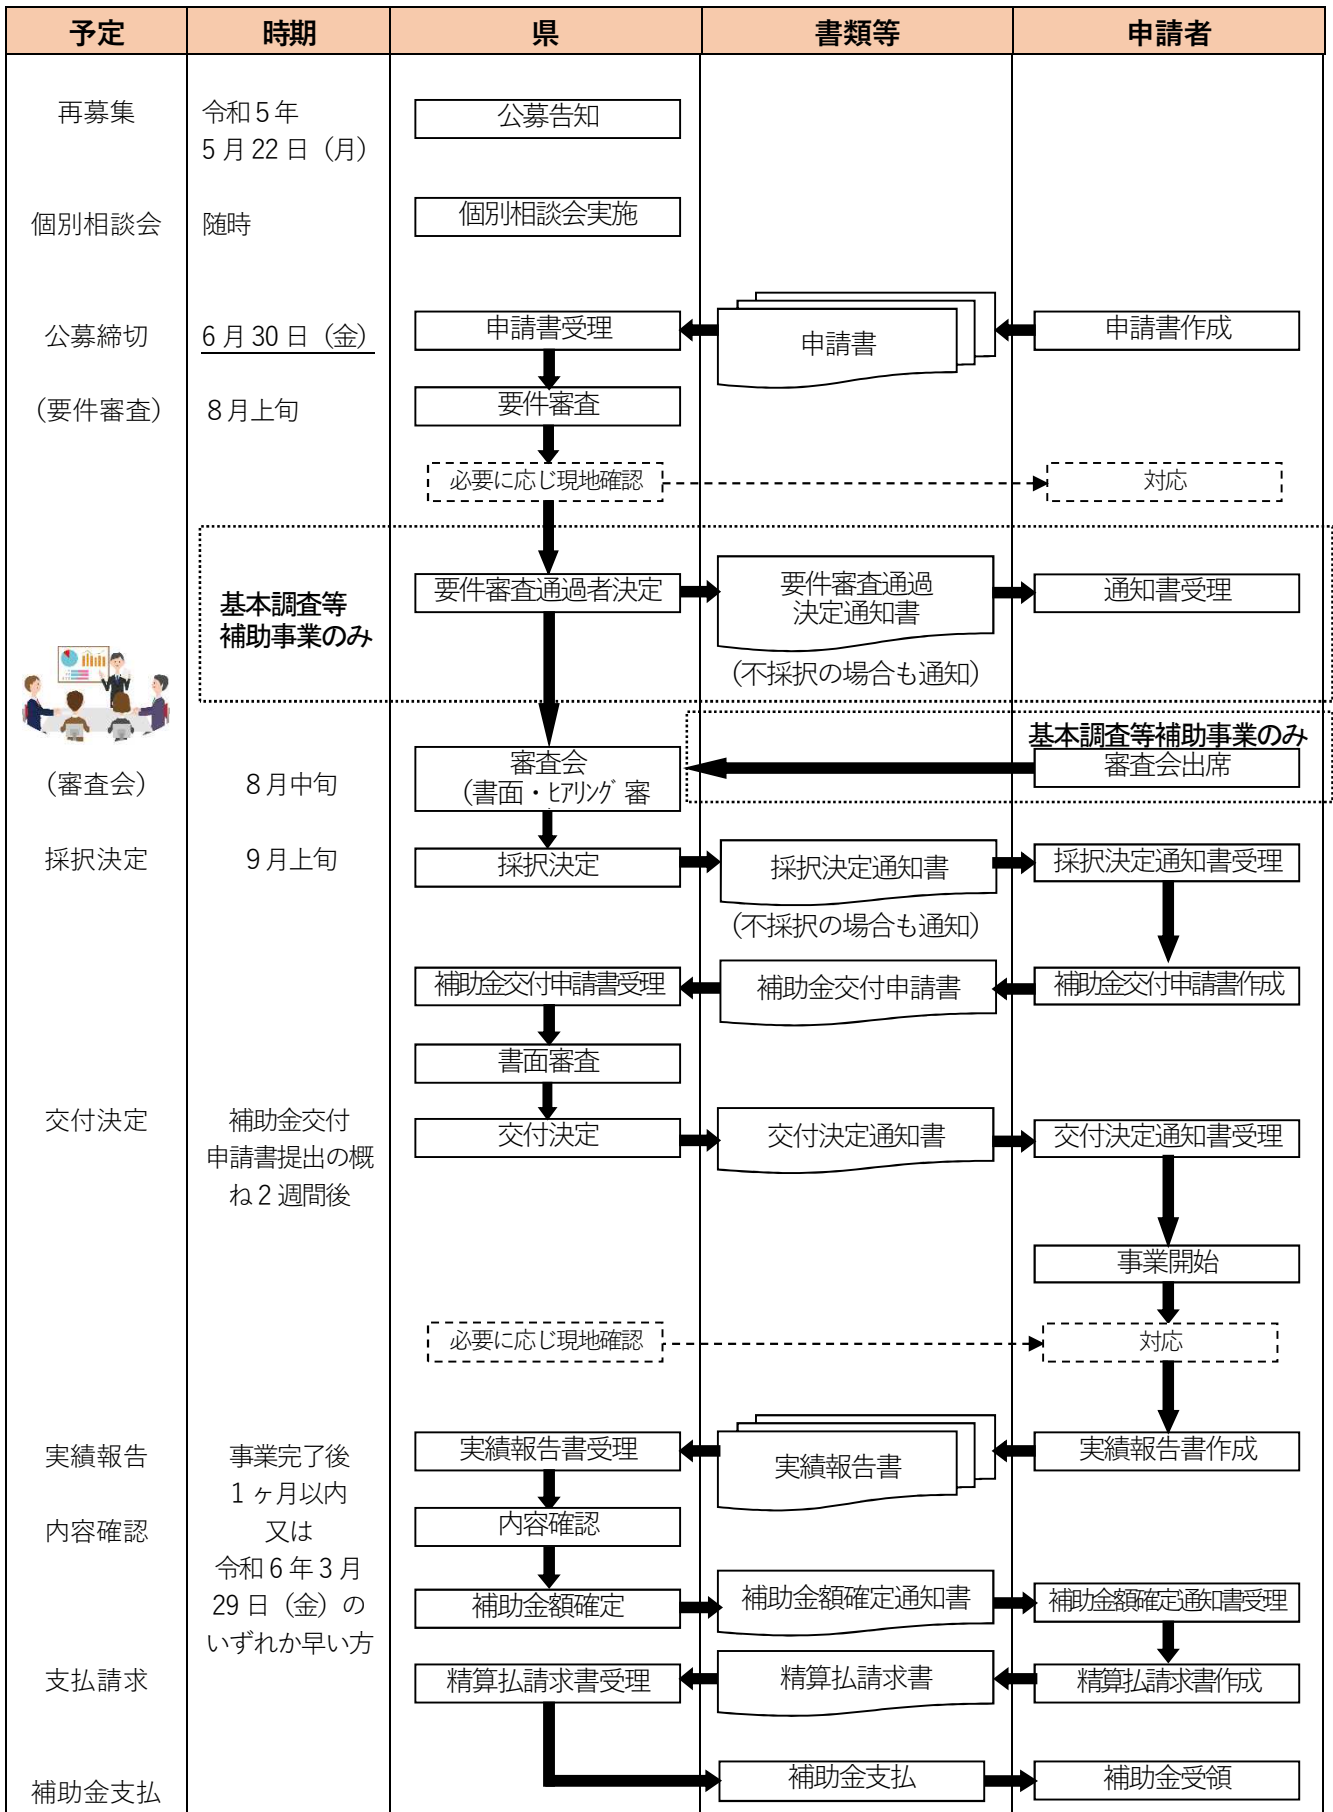 予定
時期
県
書類等
申請者
再募集
令和５年
５月22日（月）
公募告知
個別相談会
随時
個別相談会実施
公募締切
６月30日（金）
申請書受理
申請書
申請書作成
（要件審査）
８月上旬
要件審査
必要に応じ現地確認
対応
基本調査等
補助事業のみ
要件審査通過者決定
要件審査通過
決定通知書
通知書受理
（不採択の場合も通知）
基本調査等補助事業のみ
（審査会）
８月中旬
審査会
（書面・ﾋｱﾘﾝｸﾞ審
審査会出席
採択決定
９月上旬
採択決定
採択決定通知書
採択決定通知書受理
（不採択の場合も通知）
補助金交付申請書受理
補助金交付申請書
補助金交付申請書作成
書面審査
交付決定
補助金交付
申請書提出の概
ね２週間後
交付決定
交付決定通知書
交付決定通知書受理
事業開始
必要に応じ現地確認
対応
実績報告
事業完了後
１ヶ月以内
又は
令和６年３月
29日（金）の
いずれか早い方
実績報告書受理
実績報告書
実績報告書作成
内容確認
内容確認
補助金額確定
補助金額確定通知書
補助金額確定通知書受理
支払請求
精算払請求書受理
精算払請求書
精算払請求書作成
補助金支払
補助金支払
補助金受領